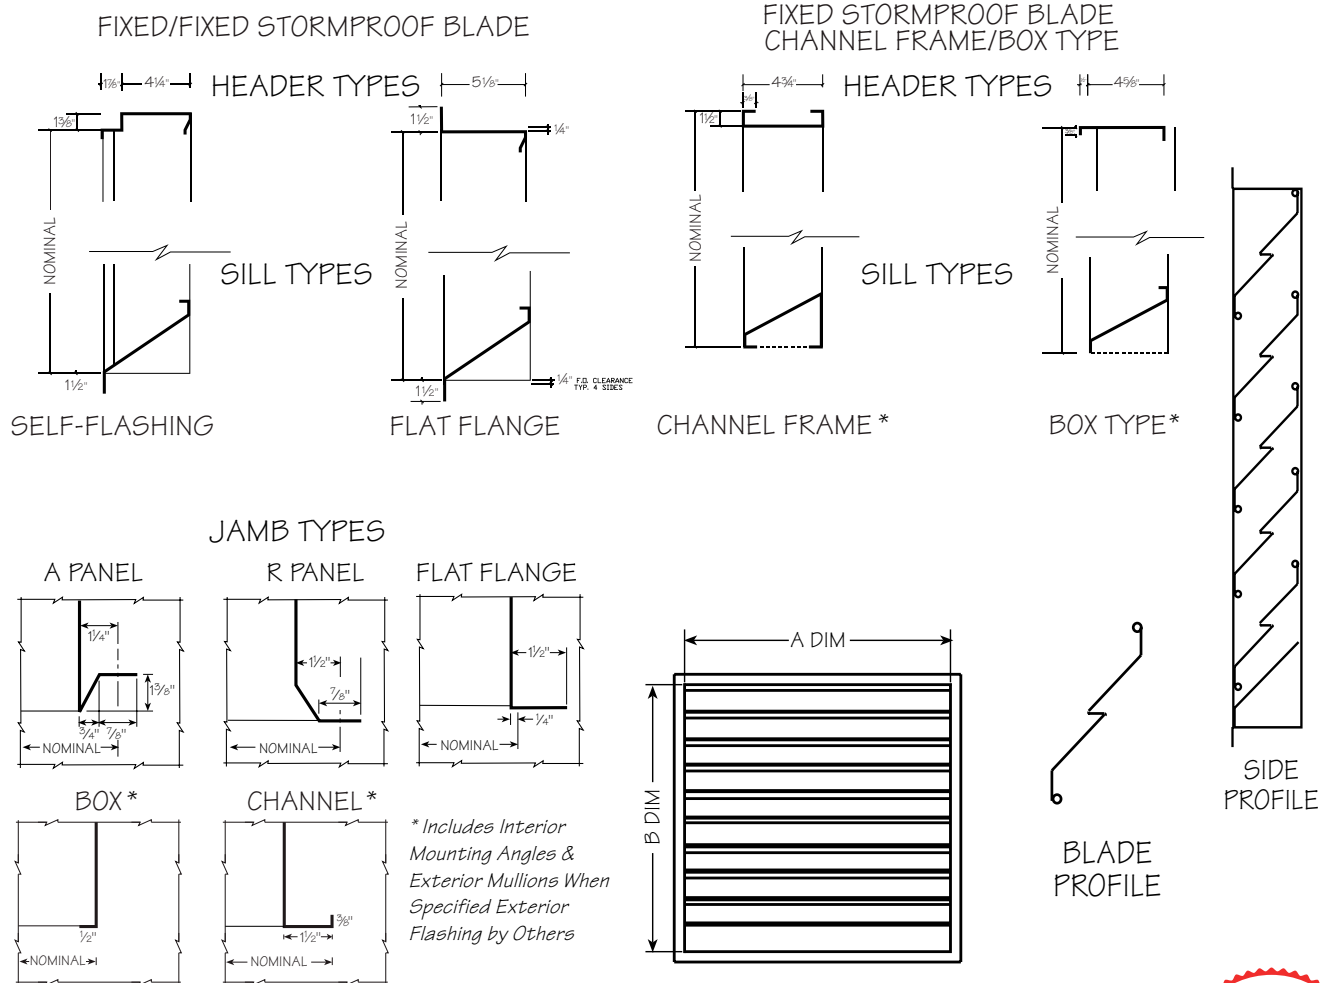 FIXED/FIXED STORMPROOF BLADE
FIXED STORMPROOF BLADE
CHANNEL FRAME/BOX TYPE
1⅞" 4¼" HEADER TYPES 5⅛"
4¾" HEADER TYPES 4⅝"
1⅜"
1½"
¼"
1½"
NOMINAL
NOMINAL
NOMINAL
NOMINAL
SILL TYPES
SILL TYPES
1½"
1½"
¼" F.D. CLEARANCE
TYP. 4 SIDES
SELF-FLASHING
FLAT FLANGE
CHANNEL FRAME*
BOX TYPE*
JAMB TYPES
A PANEL
R PANEL
FLAT FLANGE
1¼"
1⅜"
¾" ⅞"
NOMINAL
1½"
⅞"
NOMINAL
1½"
¼"
NOMINAL
BOX*
CHANNEL*
½"
NOMINAL
⅜"
1½"
NOMINAL
* Includes Interior
Mounting Angles &
Exterior Mullions When
Specified Exterior
Flashing by Others
A DIM
B DIM
BLADE
PROFILE
SIDE
PROFILE